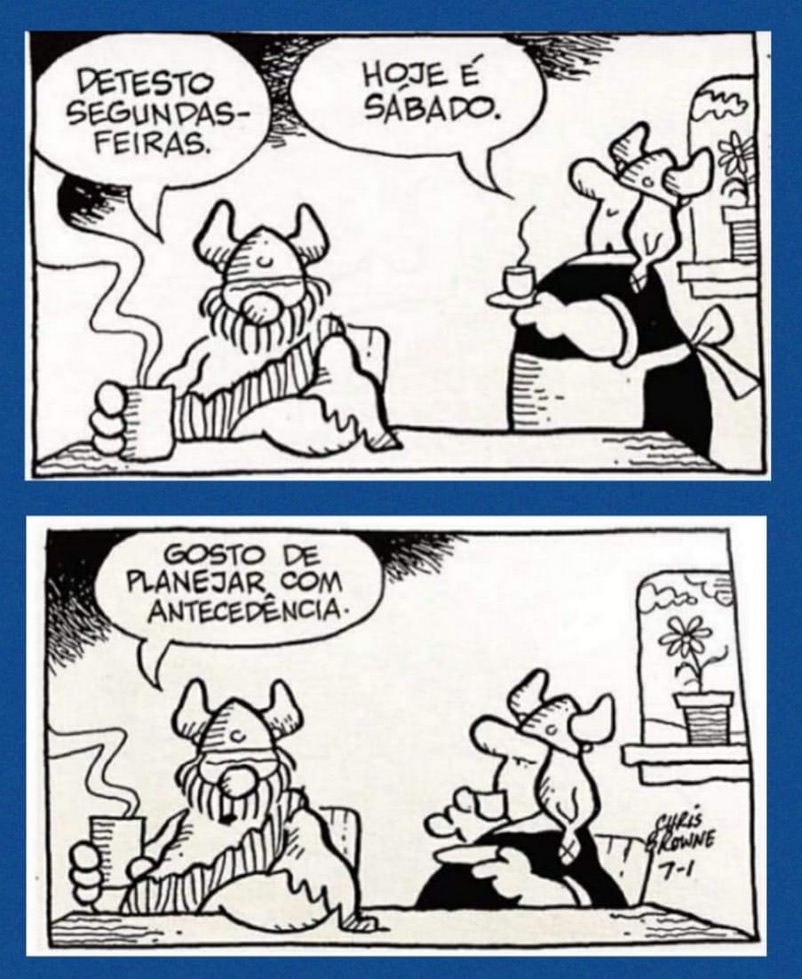 DETESTO
SEGUNDAS-
FEIRAS.
HOJE É
SÁBADO.
GOSTO DE
PLANEJAR COM
ANTECEDÊNCIA.
CHRIS
BROWNE
7-1